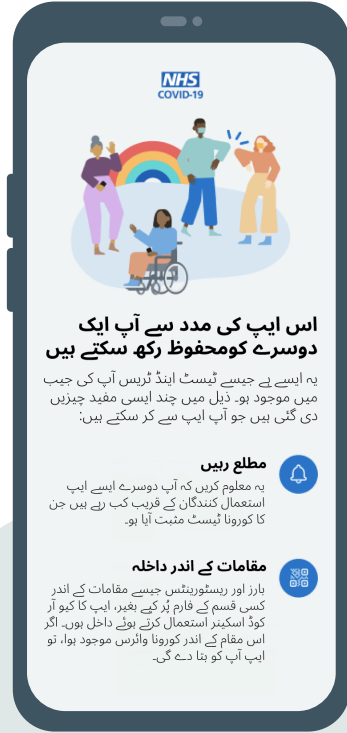 NHS
COVID-19
اس ایپ کی مدد سے آپ ایک
دوسرے کومحفوظ رکھ سکتے ہیں
یہ ایسے ہے جیسے ٹیسٹ اینڈ ٹریس آپ کی جیب
میں موجود ہو۔ ذیل میں چند ایسی مفید چیزیں
دی گئی ہیں جو آپ ایپ سے کر سکتے ہیں:
مطلع رہیں
یہ معلوم کریں کہ آپ دوسرے ایسے ایپ
استعمال کنندگان کے قریب کب رہے ہیں جن
کا کورونا ٹیسٹ مثبت آیا ہو۔
مقامات کے اندر داخلہ
بارز اور ریسٹورینٹس جیسے مقامات کے اندر
کسی قسم کے فارم پُر کیے بغیر، ایپ کا کیو آر
کوڈ اسکینر استعمال کرتے ہوئے داخل ہوں۔ اگر
اس مقام کے اندر کورونا وائرس موجود ہوا، تو
ایپ آپ کو بتا دے گی۔